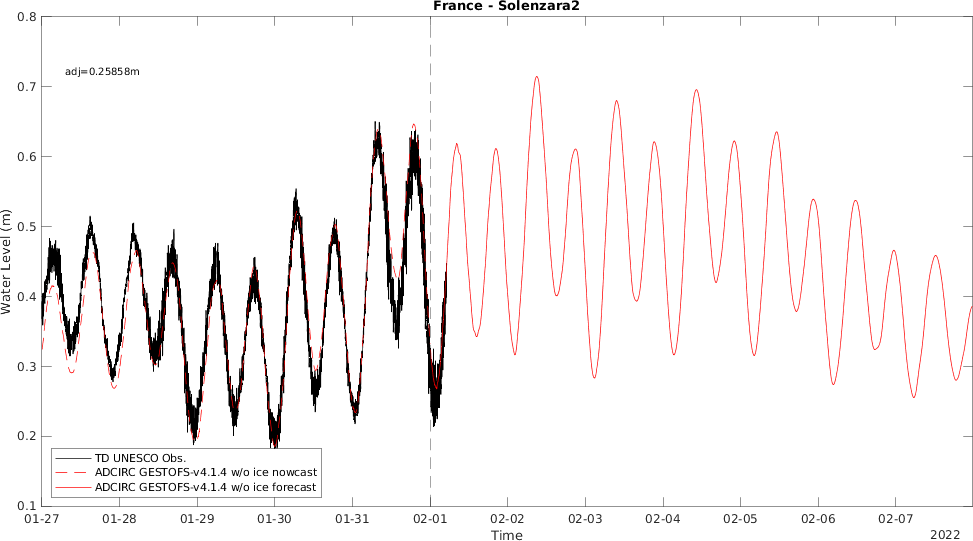 France - Solenzara2
0.8
0.7
0.6
0.5
0.4
0.3
0.2
0.1
Water Level (m)
adj=0.25858m
TD UNESCO Obs.
ADCIRC GESTOFS-v4.1.4 w/o ice nowcast
ADCIRC GESTOFS-v4.1.4 w/o ice forecast
01-27 01-28 01-29 01-30 01-31 02-01 02-02 02-03 02-04 02-05 02-06 02-07
Time
2022